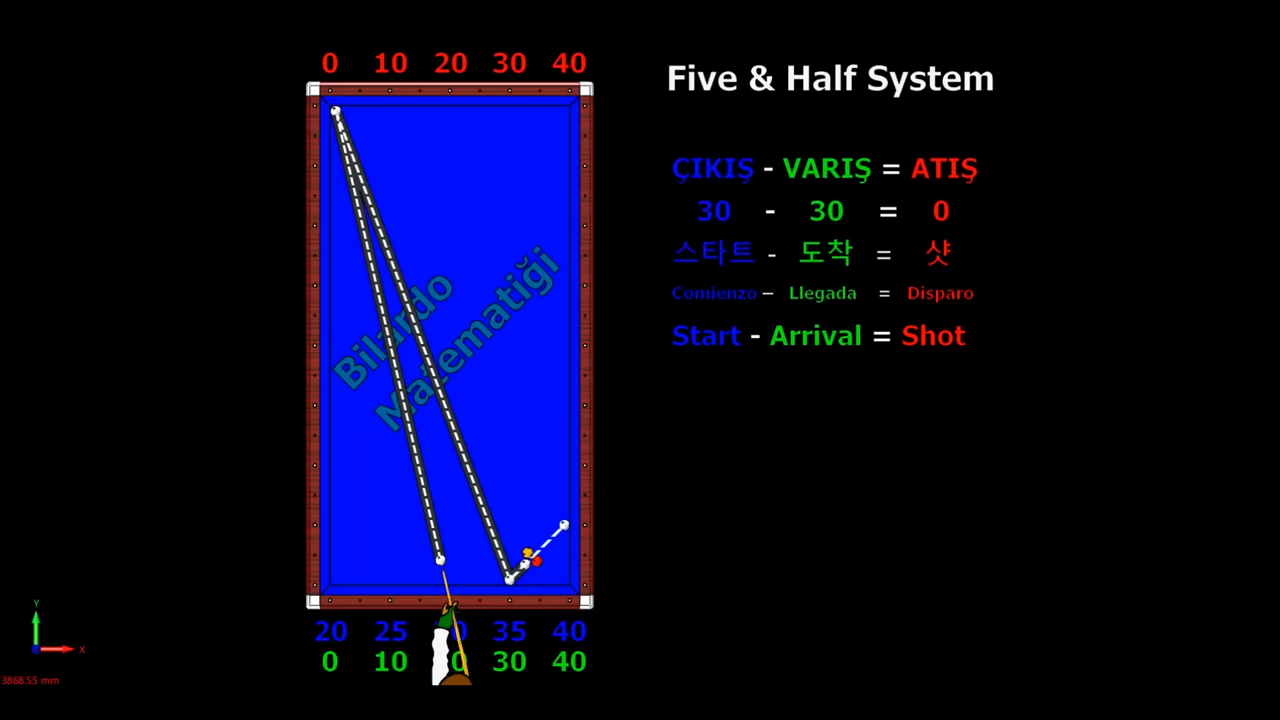 0 10 20 30 40
Five & Half System
ÇIKIŞ - VARIŞ = ATIŞ
30 - 30 = 0
스타트 - 도착 = 샷
Comienzo – Llegada = Disparo
Start - Arrival = Shot
Bilardo
Matematiği
20 25 0 35 40
0 10 0 30 40
Y
X
3868.55 mm